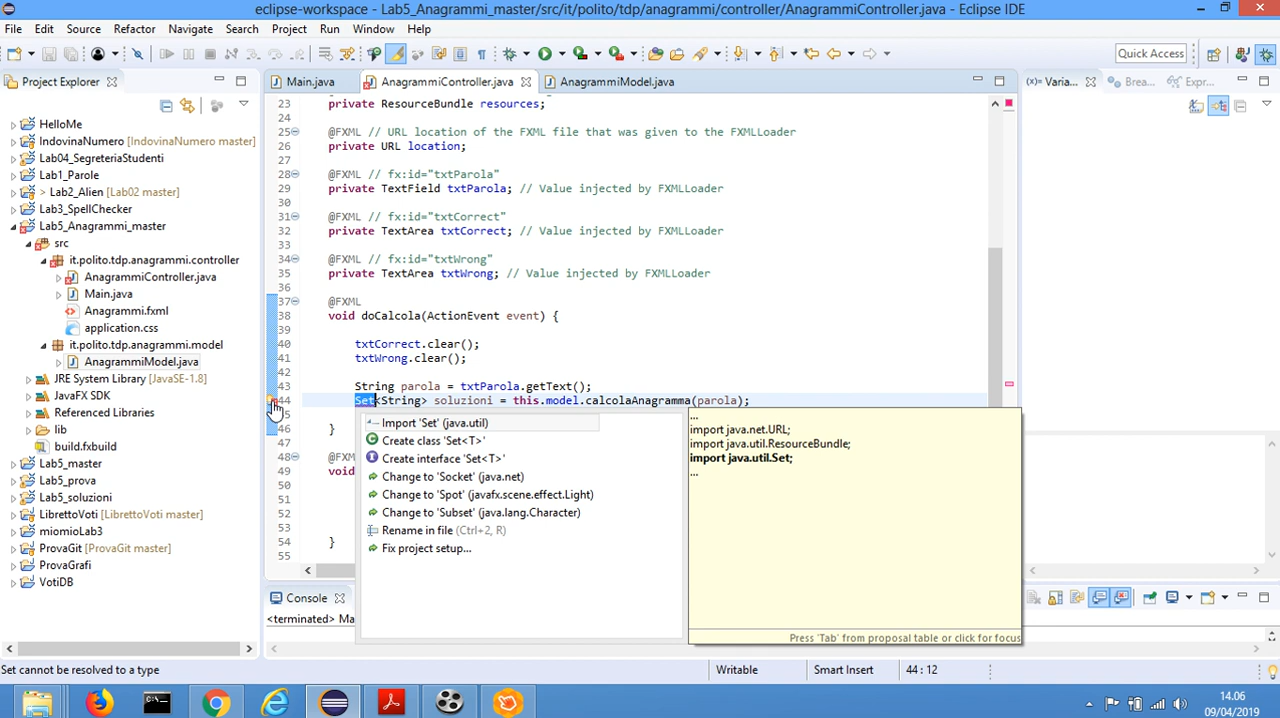 eclipse-workspace - Lab5_Anagrammi_master/src/it/polito/tdp/anagrammi/controller/AnagrammiController.java - Eclipse IDE
File Edit Source Refactor Navigate Search Project Run Window Help
Quick Access
Project Explorer
Main.java
AnagrammiController.java
AnagrammiModel.java
Varia...
Brea...
Expr...
HelloMe
IndovinaNumero [IndovinaNumero master]
Lab04_SegreteriaStudenti
Lab1_Parole
> Lab2_Alien [Lab02 master]
Lab3_SpellChecker
Lab5_Anagrammi_master
src
it.polito.tdp.anagrammi.controller
AnagrammiController.java
Main.java
Anagrammi.fxml
application.css
it.polito.tdp.anagrammi.model
AnagrammiModel.java
JRE System Library [JavaSE-1.8]
JavaFX SDK
Referenced Libraries
lib
build.fxbuild
Lab5_master
Lab5_prova
Lab5_soluzioni
LibrettoVoti [LibrettoVoti master]
miomioLab3
ProvaGit [ProvaGit master]
ProvaGrafi
VotiDB
23 private ResourceBundle resources;
24
25 @FXML // URL location of the FXML file that was given to the FXMLLoader
26 private URL location;
27
28 @FXML // fx:id="txtParola"
29 private TextField txtParola; // Value injected by FXMLLoader
30
31 @FXML // fx:id="txtCorrect"
32 private TextArea txtCorrect; // Value injected by FXMLLoader
33
34 @FXML // fx:id="txtWrong"
35 private TextArea txtWrong; // Value injected by FXMLLoader
36
37 @FXML
38 void doCalcola(ActionEvent event) {
39
40 txtCorrect.clear();
41 txtWrong.clear();
42
43 String parola = txtParola.getText();
44 Set<String> soluzioni = this.model.calcolaAnagramma(parola);
46 }
47
48 @FX
49 void
50
51
52
53
54 }
55
Import 'Set' (java.util)
Create class 'Set<T>'
Create interface 'Set<T>'
Change to 'Socket' (java.net)
Change to 'Spot' (javafx.scene.effect.Light)
Change to 'Subset' (java.lang.Character)
Rename in file (Ctrl+2, R)
Fix project setup...
...
import java.net.URL;
import java.util.ResourceBundle;
import java.util.Set;
...
Press 'Tab' from proposal table or click for focus
Console
<terminated> Ma
Set cannot be resolved to a type
Writable
Smart Insert
44 : 12
14.06
09/04/2019